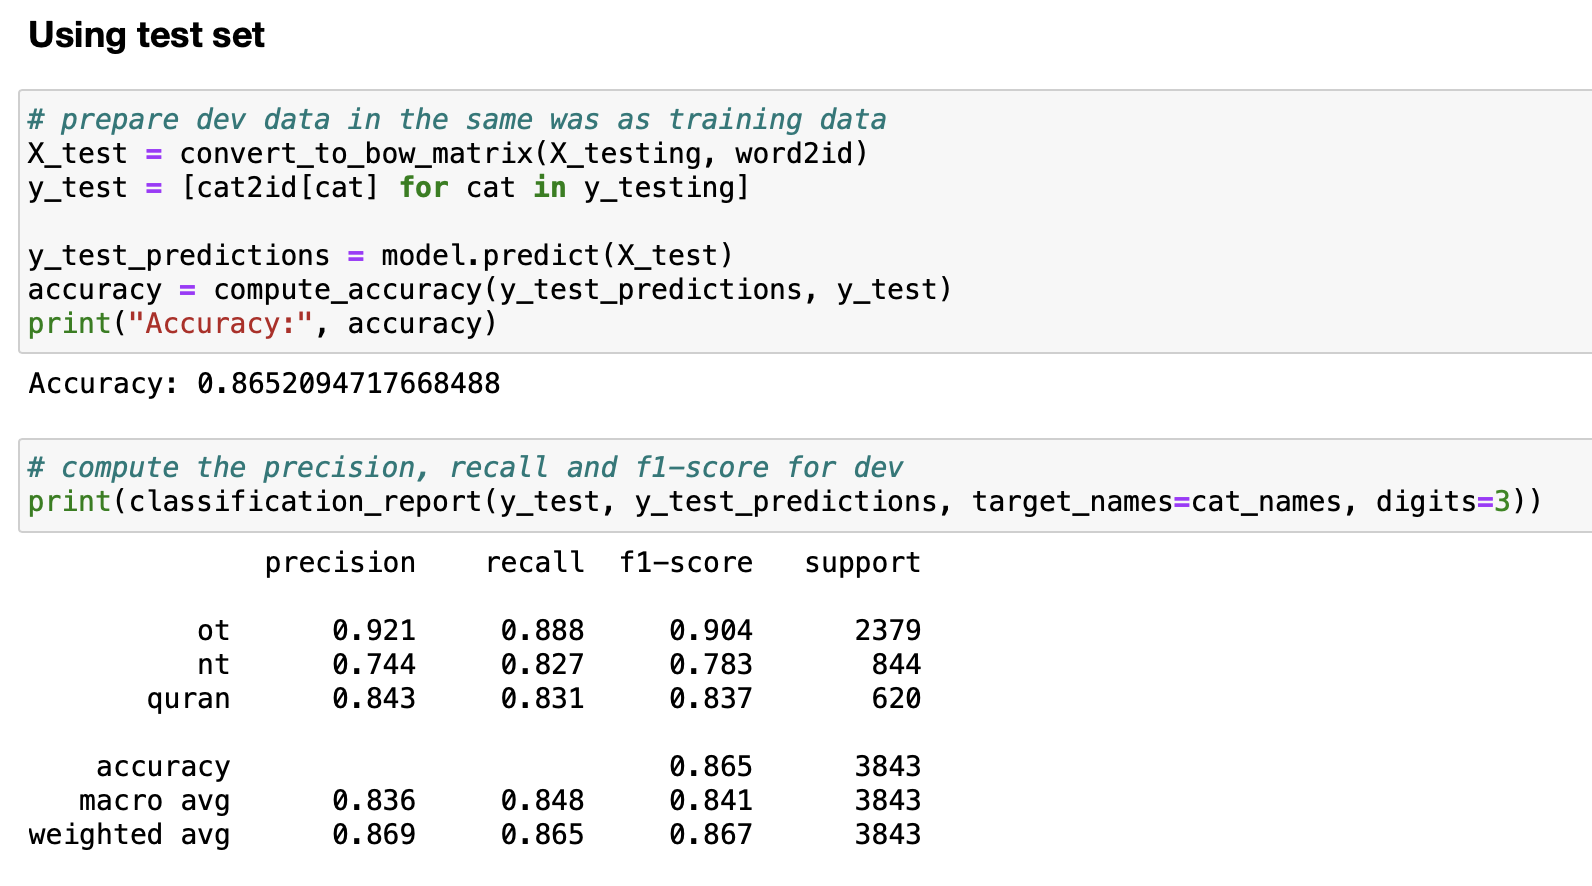 Using test set
# prepare dev data in the same was as training data
X_test = convert_to_bow_matrix(X_testing, word2id)
y_test = [cat2id[cat] for cat in y_testing]
y_test_predictions = model.predict(X_test)
accuracy = compute_accuracy(y_test_predictions, y_test)
print("Accuracy:", accuracy)
Accuracy: 0.8652094717668488
# compute the precision, recall and f1-score for dev
print(classification_report(y_test, y_test_predictions, target_names=cat_names, digits=3))
precision recall f1-score support
ot 0.921 0.888 0.904 2379
nt 0.744 0.827 0.783 844
quran 0.843 0.831 0.837 620
accuracy 0.865 3843
macro avg 0.836 0.848 0.841 3843
weighted avg 0.869 0.865 0.867 3843